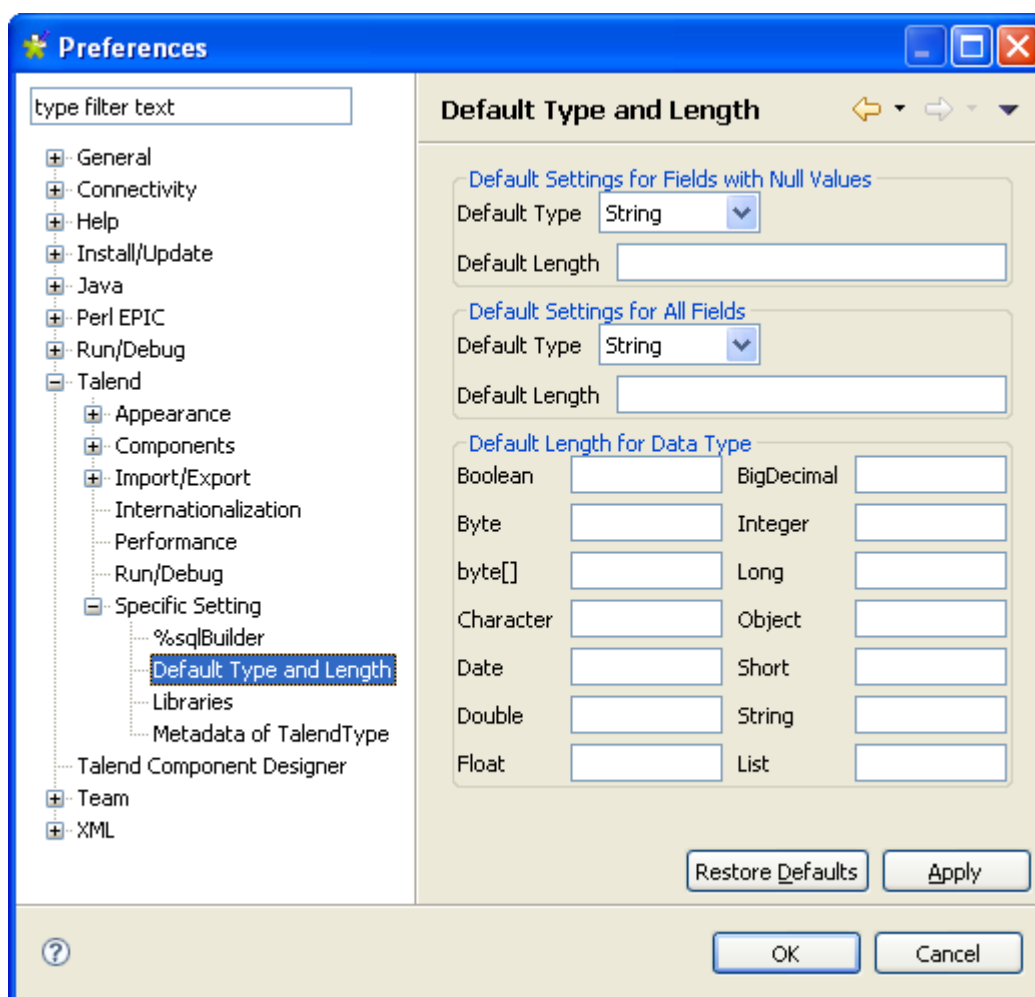 Preferences
type filter text
General
Connectivity
Help
Install/Update
Java
Perl EPIC
Run/Debug
Talend
Appearance
Components
Import/Export
Internationalization
Performance
Run/Debug
Specific Setting
%sqlBuilder
Default Type and Length
Libraries
Metadata of TalendType
Talend Component Designer
Team
XML
Default Type and Length
Default Settings for Fields with Null Values
Default Type String
Default Length
Default Settings for All Fields
Default Type String
Default Length
Default Length for Data Type
Boolean BigDecimal
Byte Integer
byte[] Long
Character Object
Date Short
Double String
Float List
Restore Defaults Apply
? OK Cancel